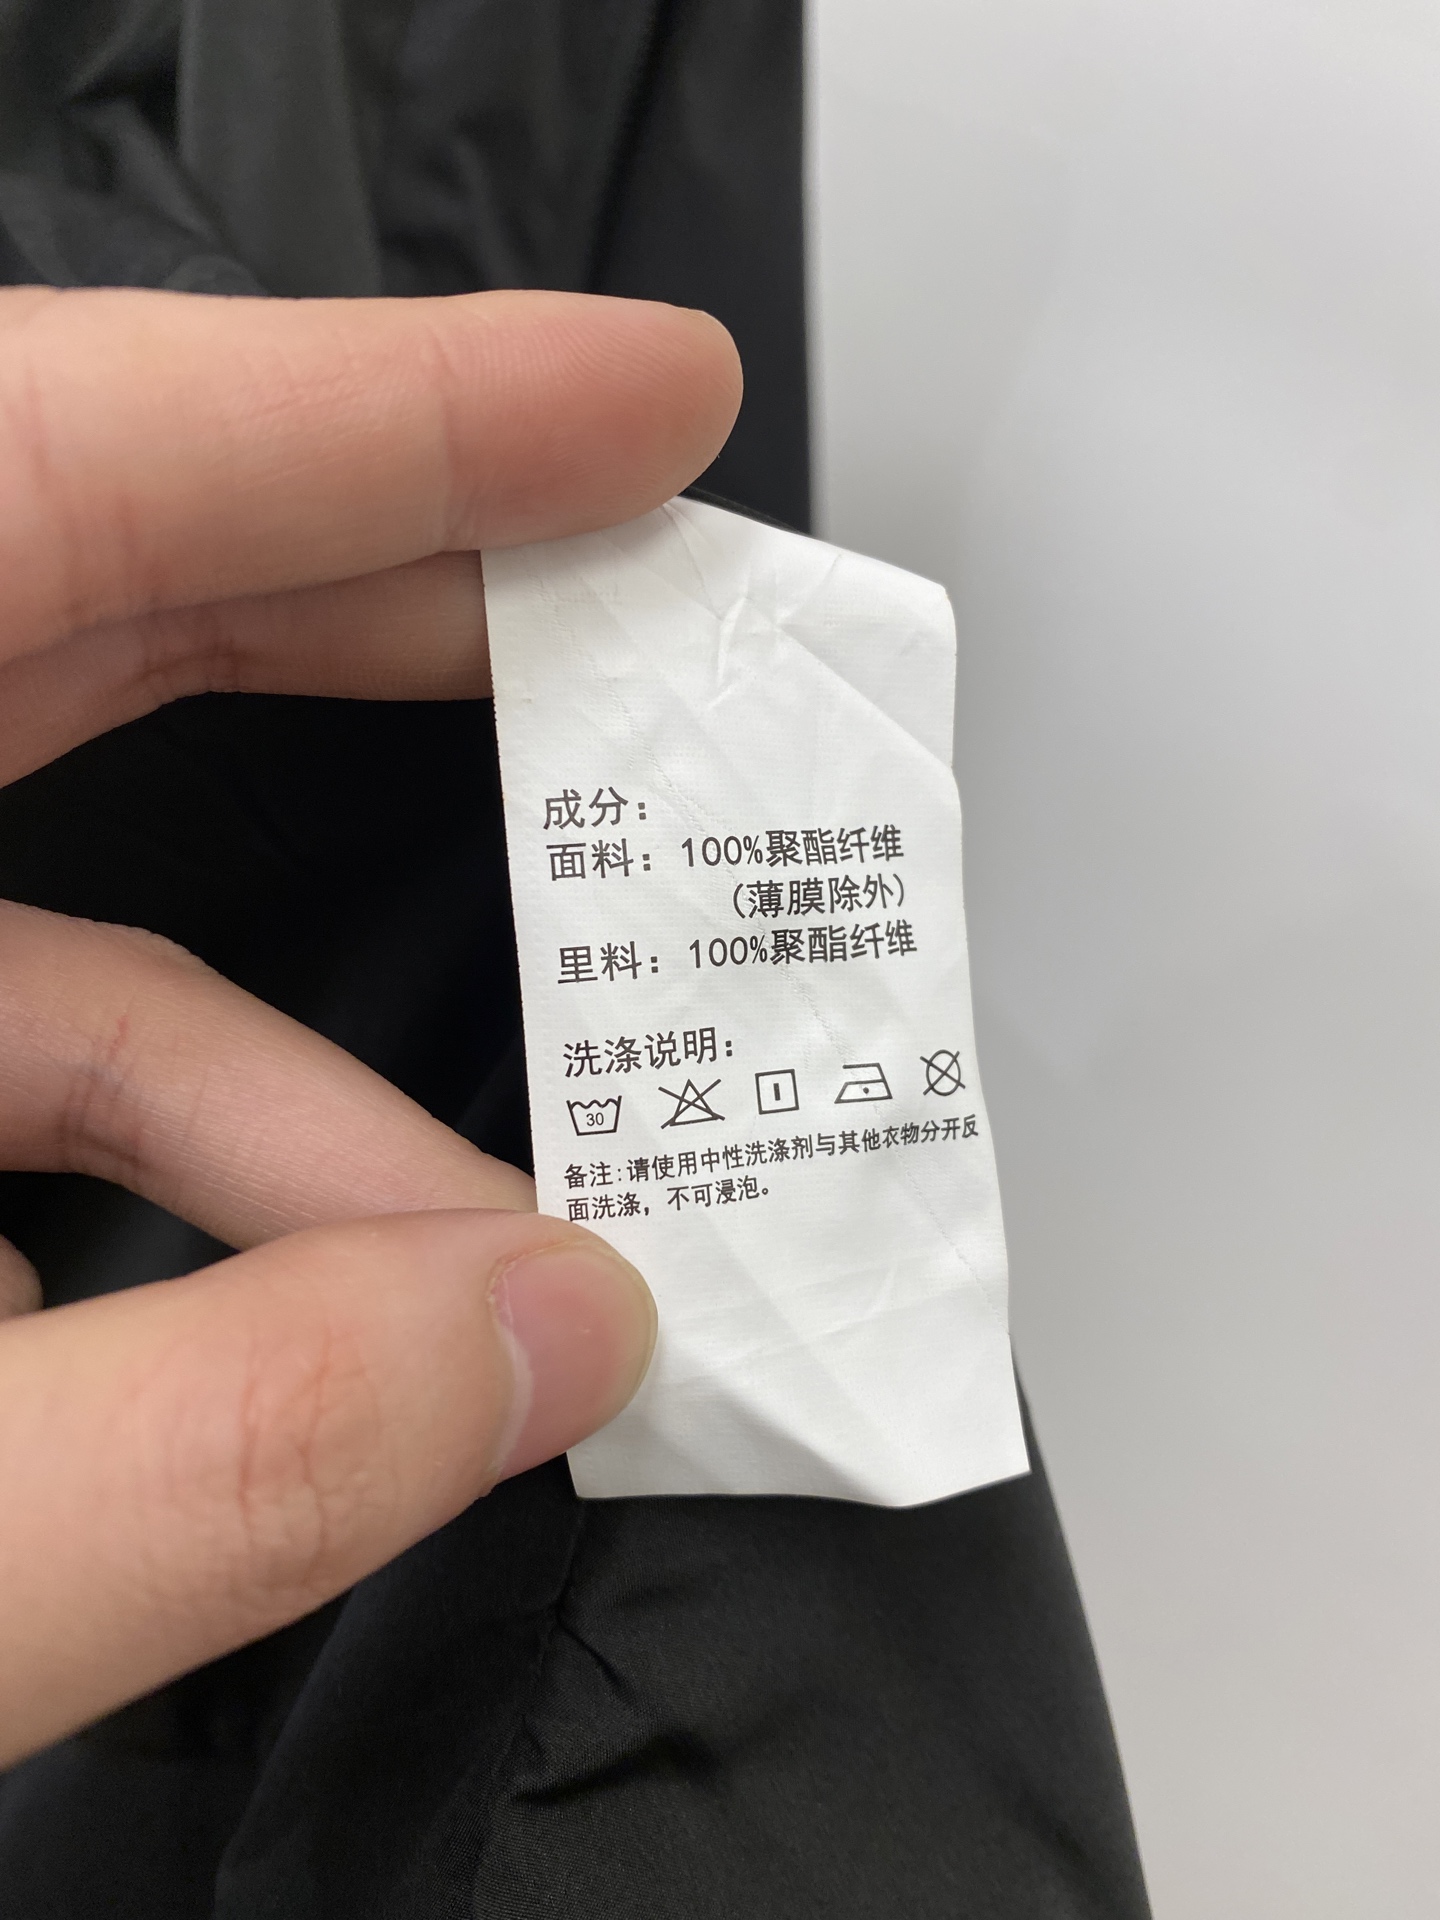 成分：
面料：100%聚酯纤维
(薄膜除外)
里料：100%聚酯纤维
洗涤说明：
30
备注:请使用中性洗涤剂与其他衣物分开反
面洗涤，不可浸泡。